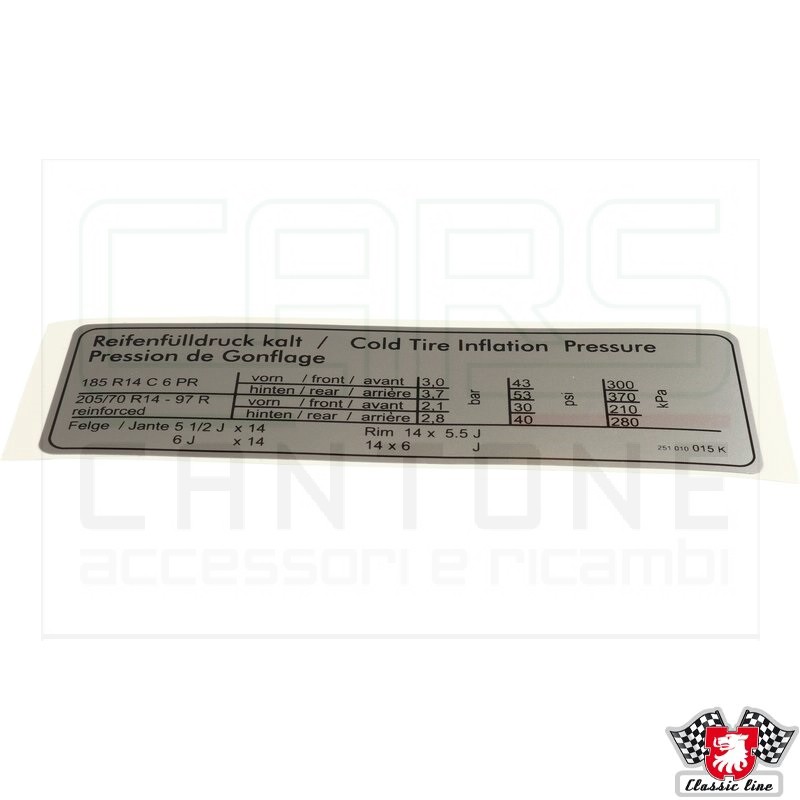 CARS
Reifenfülldruck kalt / Cold Tire Inflation Pressure
Pression de Gonflage
185 R14 C 6 PR vorn / front / avant 3,0 bar 43 psi 300 kPa
hinten / rear / arrière 3,7 53 370
205/70 R14 - 97 R vorn / front / avant 2,1 30 210
reinforced hinten / rear / arrière 2,8 40 280
Felge / Jante 5 1/2 J x 14 Rim 14 x 5.5 J
6 J x 14 14 x 6 J
251 010 015 K
CANTONE
accessori e ricambi
Classic line